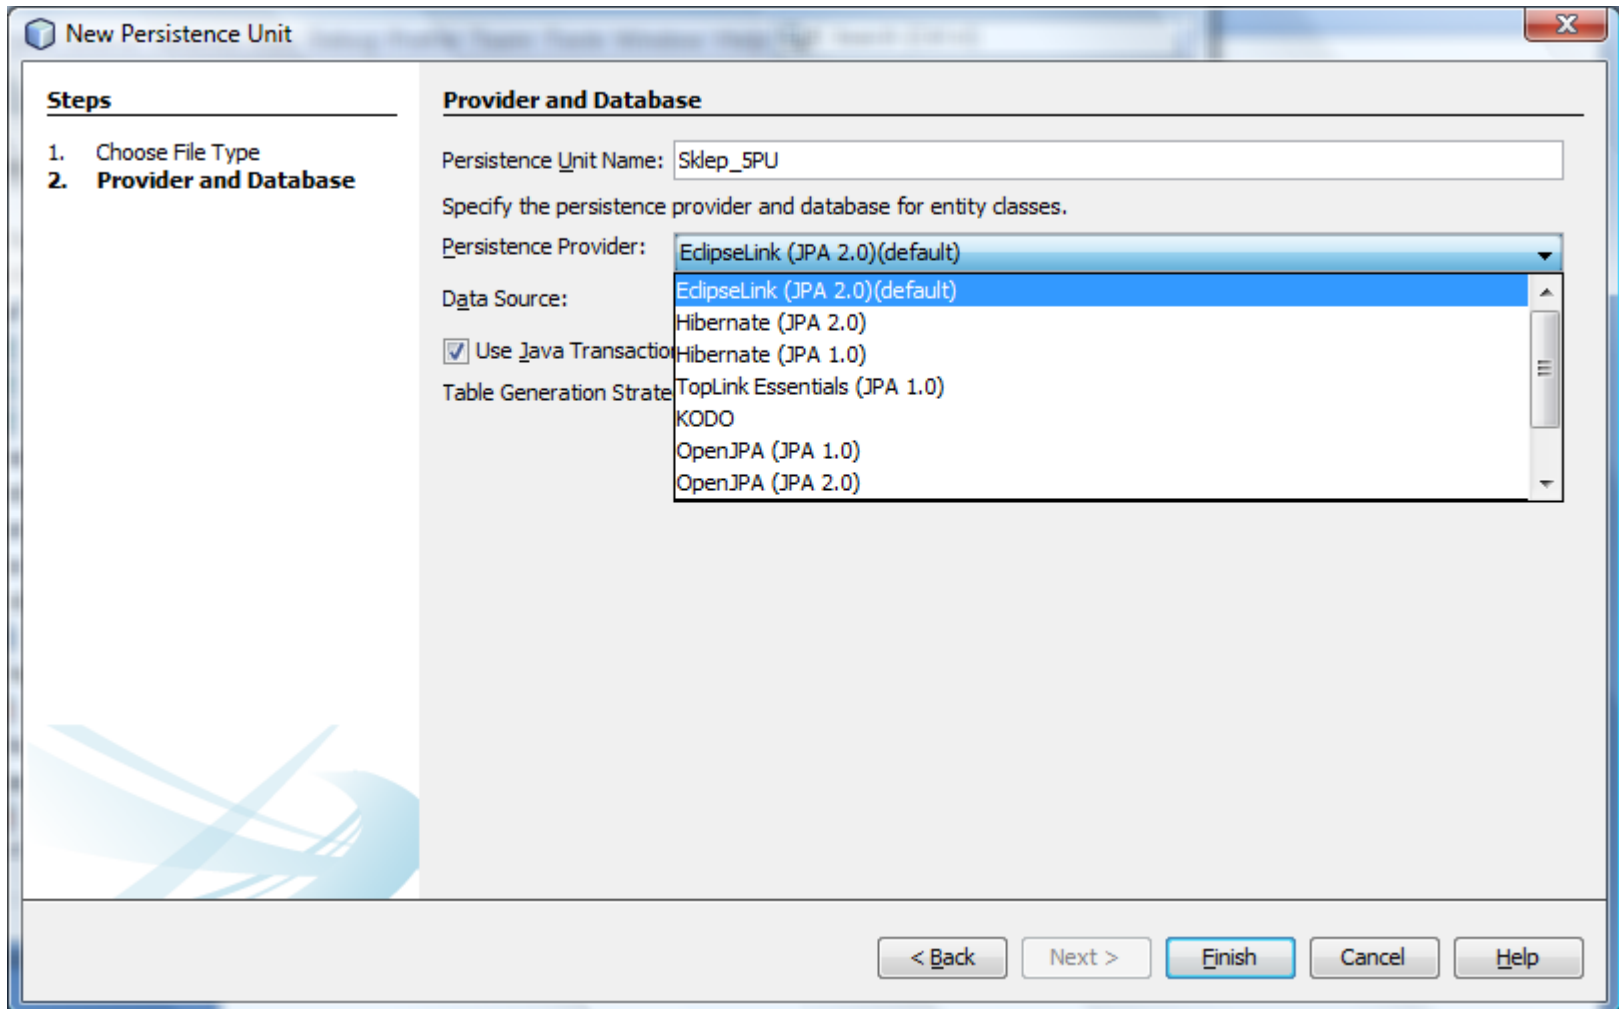 New Persistence Unit
Steps
1. Choose File Type
2. Provider and Database
Provider and Database
Persistence Unit Name: Sklep_5PU
Specify the persistence provider and database for entity classes.
Persistence Provider: EclipseLink (JPA 2.0)(default)
EclipseLink (JPA 2.0)(default)
Data Source:
Hibernate (JPA 2.0)
Use Java Transaction
Hibernate (JPA 1.0)
Table Generation Strate
TopLink Essentials (JPA 1.0)
KODO
OpenJPA (JPA 1.0)
OpenJPA (JPA 2.0)
< Back
Next >
Finish
Cancel
Help